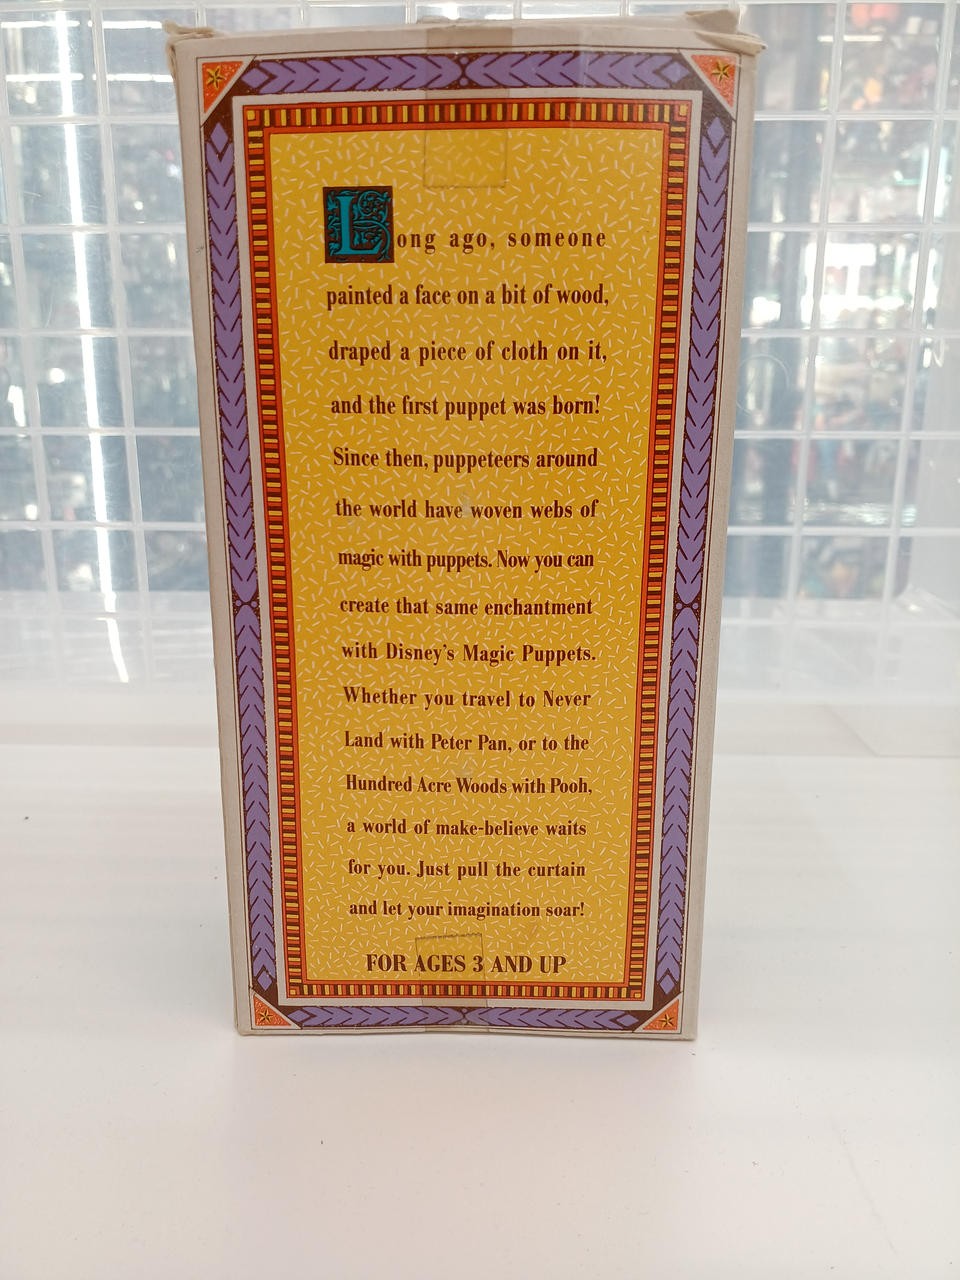 Long ago, someone
painted a face on a bit of wood,
draped a piece of cloth on it,
and the first puppet was born!
Since then, puppeteers around
the world have woven webs of
magic with puppets. Now you can
create that same enchantment
with Disney's Magic Puppets.
Whether you travel to Never
Land with Peter Pan, or to the
Hundred Acre Woods with Pooh,
a world of make-believe waits
for you. Just pull the curtain
and let your imagination soar!
FOR AGES 3 AND UP